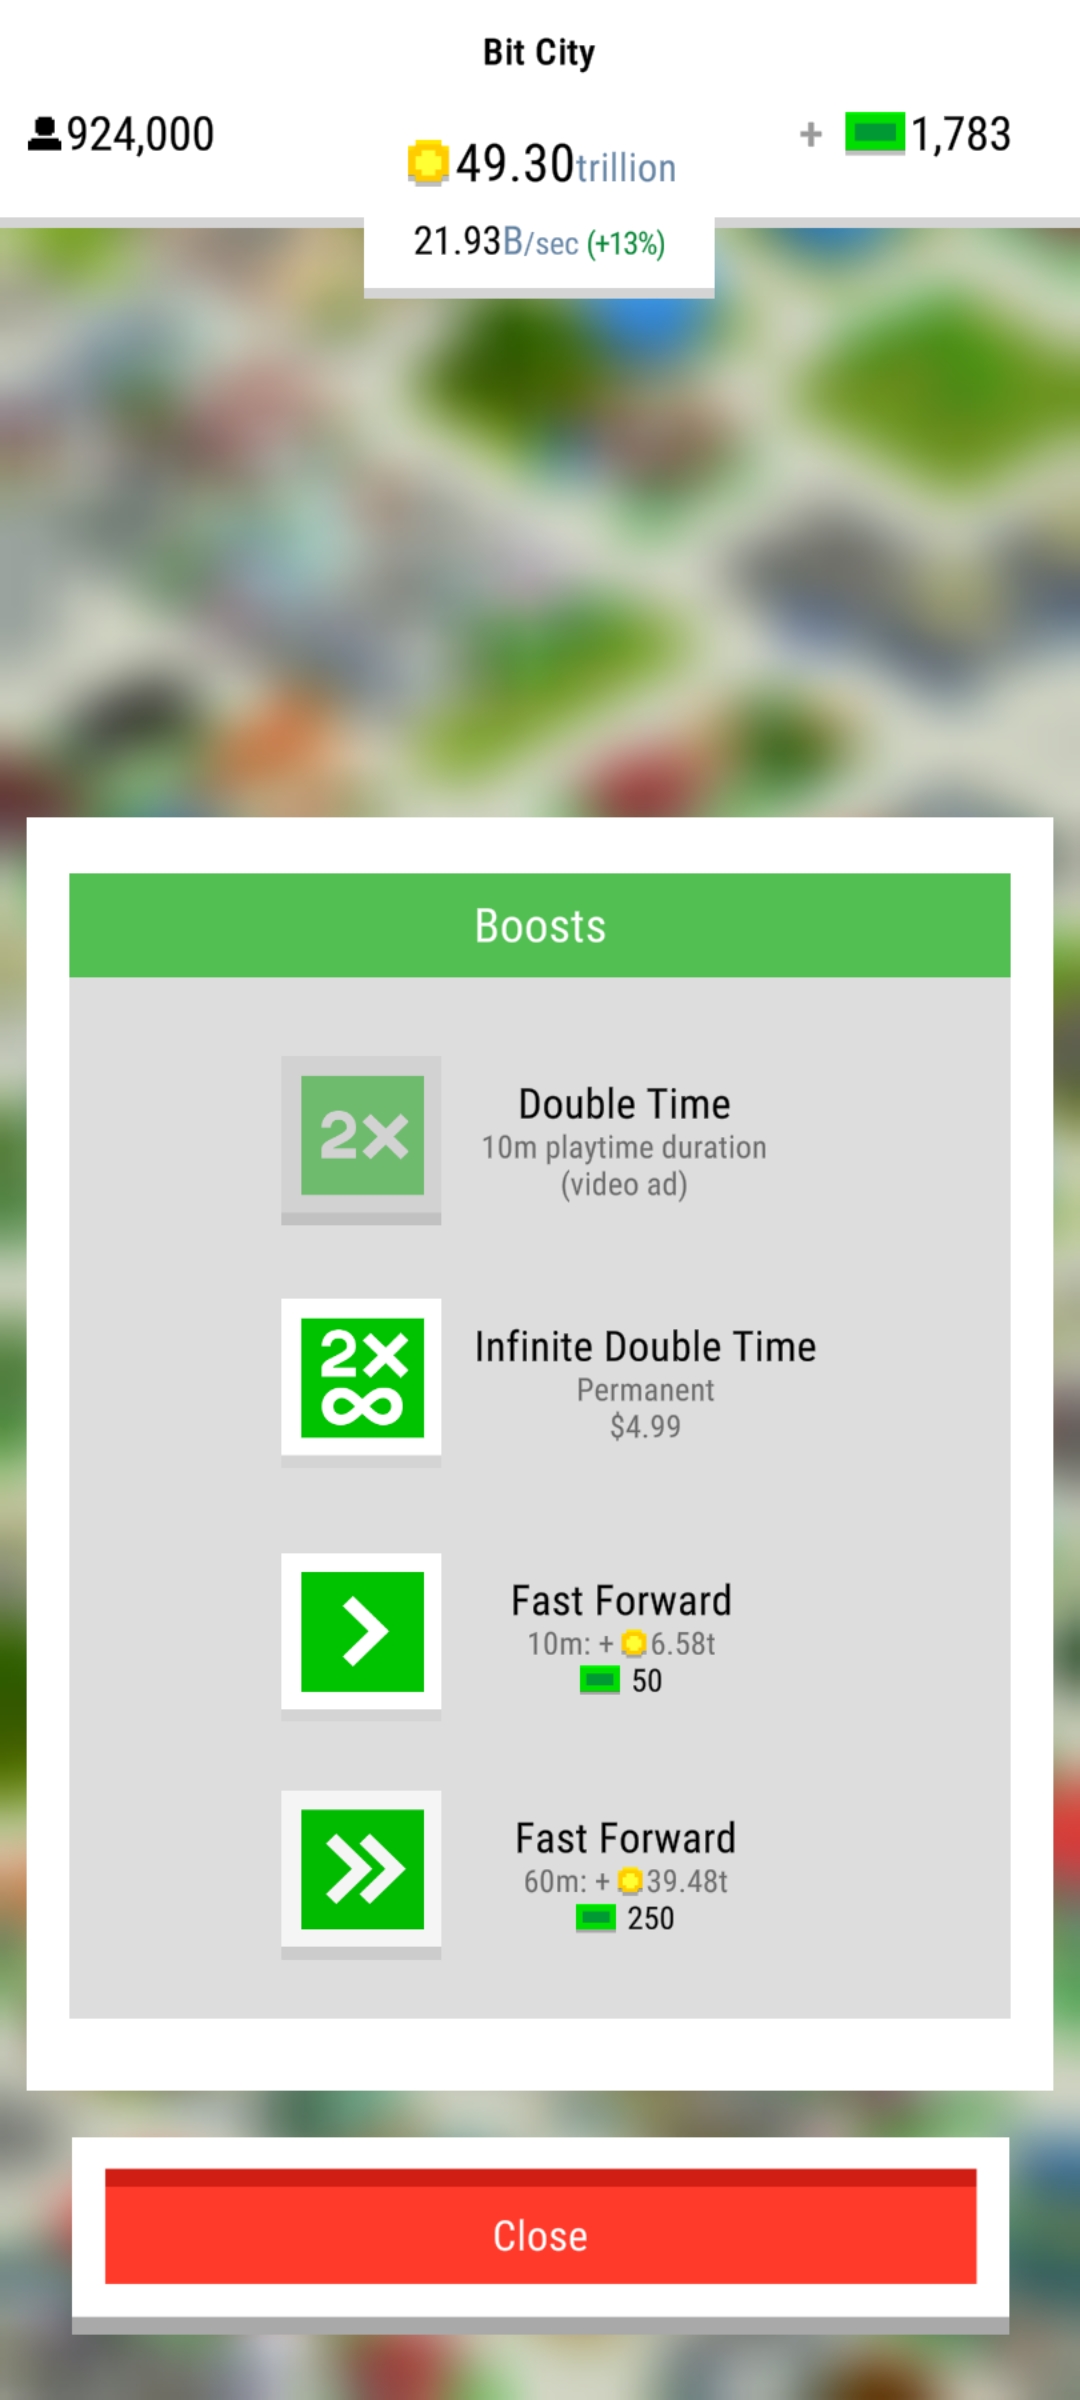 Bit City
924,000
+ 1,783
49.30trillion
21.93B/sec (+13%)
Boosts
2×
Double Time
10m playtime duration
(video ad)
2×
∞
Infinite Double Time
Permanent
$4.99
Fast Forward
10m: + 6.58t
50
Fast Forward
60m: + 39.48t
250
Close